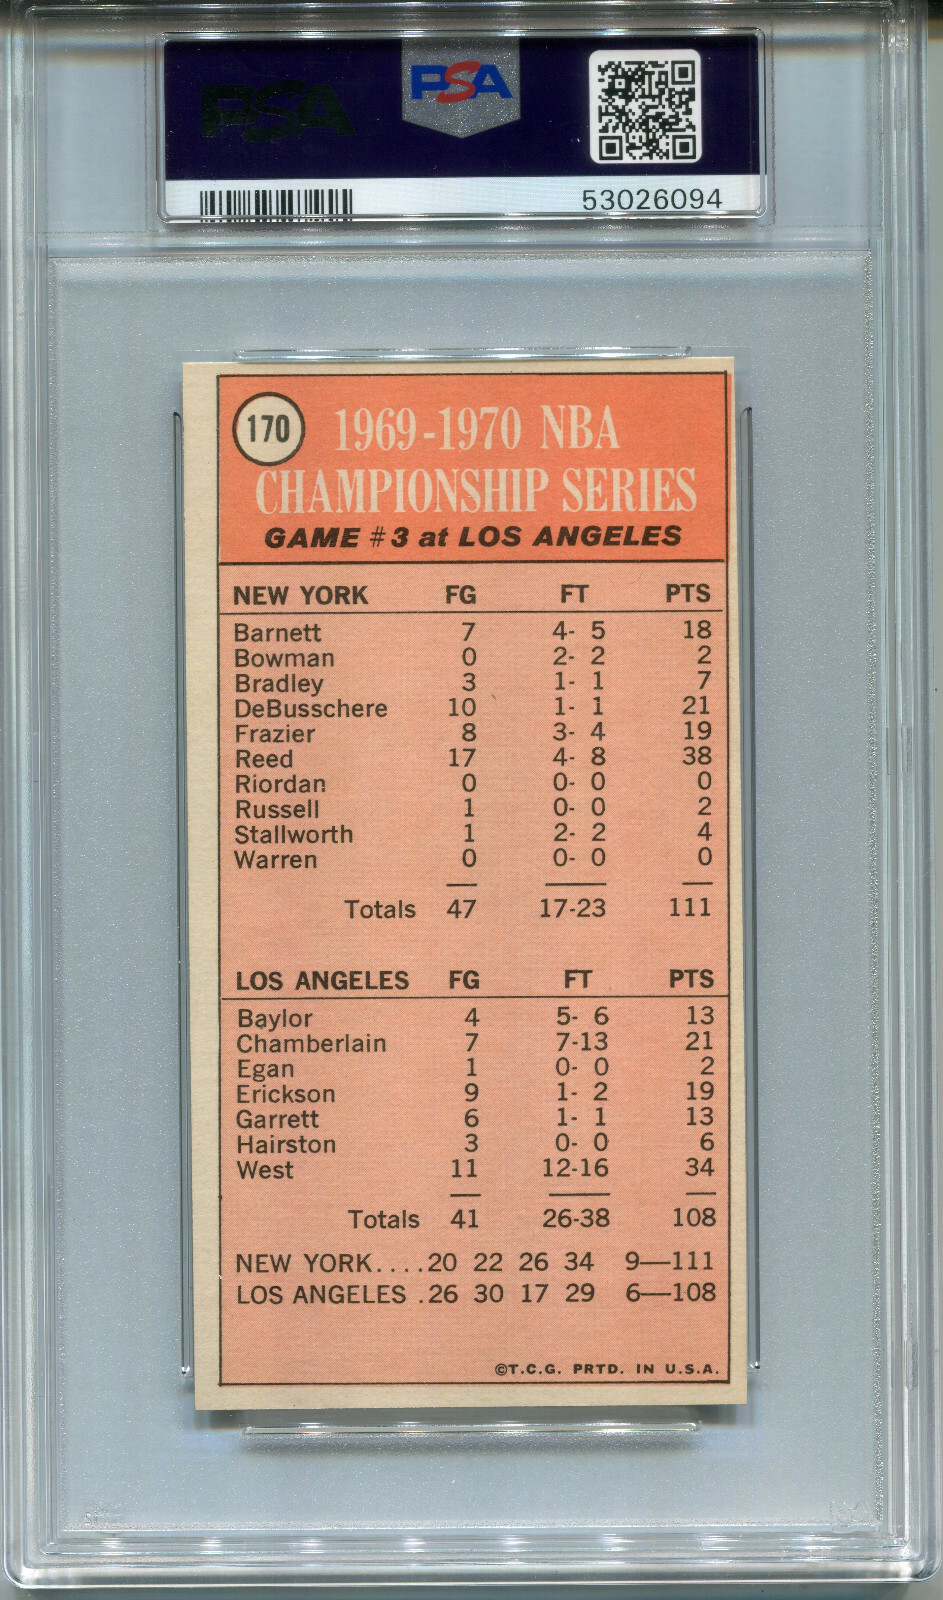 PSA PSA
53026094
170 1969-1970 NBA
CHAMPIONSHIP SERIES
GAME #3 at LOS ANGELES
NEW YORK FG FT PTS
Barnett 7 4- 5 18
Bowman 0 2- 2 2
Bradley 3 1- 1 7
DeBusschere 10 1- 1 21
Frazier 8 3- 4 19
Reed 17 4- 8 38
Riordan 0 0- 0 0
Russell 1 0- 0 2
Stallworth 1 2- 2 4
Warren 0 0- 0 0
Totals 47 17-23 111
LOS ANGELES FG FT PTS
Baylor 4 5- 6 13
Chamberlain 7 7-13 21
Egan 1 0- 0 2
Erickson 9 1- 2 19
Garrett 6 1- 1 13
Hairston 3 0- 0 6
West 11 12-16 34
Totals 41 26-38 108
NEW YORK....20 22 26 34 9—111
LOS ANGELES .26 30 17 29 6—108
©T.C.G. PRTD. IN U.S.A.